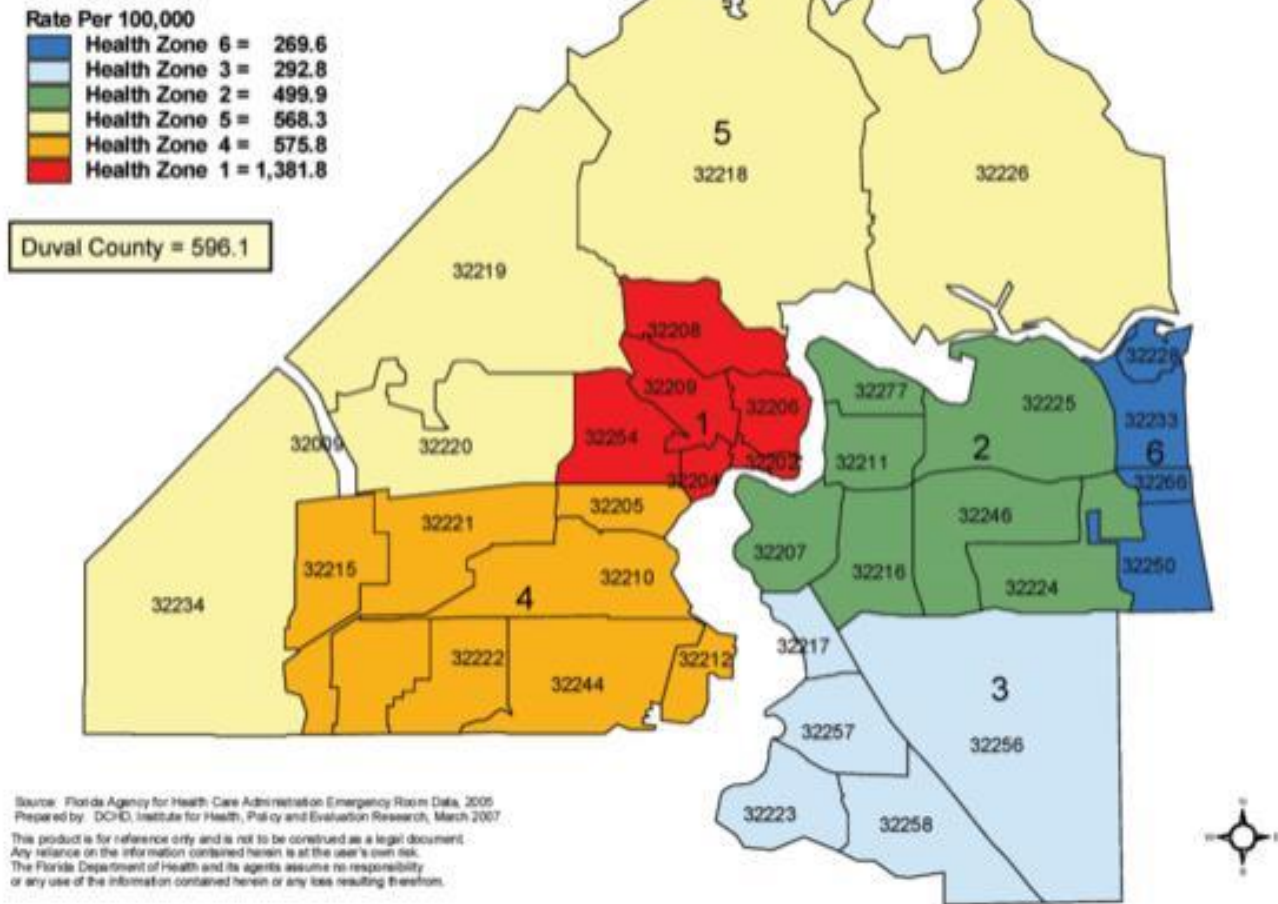 Rate Per 100,000
Health Zone 6 = 269.6
Health Zone 3 = 292.8
Health Zone 2 = 499.9
Health Zone 5 = 568.3
Health Zone 4 = 575.8
Health Zone 1 = 1,381.8
Duval County = 596.1
5
32218
32226
32219
32208
32228
32209
32277
32206
32225
32233
1
32009
32220
32254
2
6
32211
32202
32204
32266
32205
32221
32246
32207
32215
32210
32216
32250
32224
32234
4
32217
32222
32212
32244
3
32257
32256
32223
32258
Source: Florida Agency for Health Care Administration Emergency Room Data, 2005
Prepared by: DCHD, Institute for Health, Policy and Evaluation Research, March 2007
This product is for reference only and is not to be construed as a legal document.
Any reliance on the information contained herein is at the user's own risk.
The Florida Department of Health and its agents assume no responsibility
or any use of the information contained herein or any loss resulting therefrom.